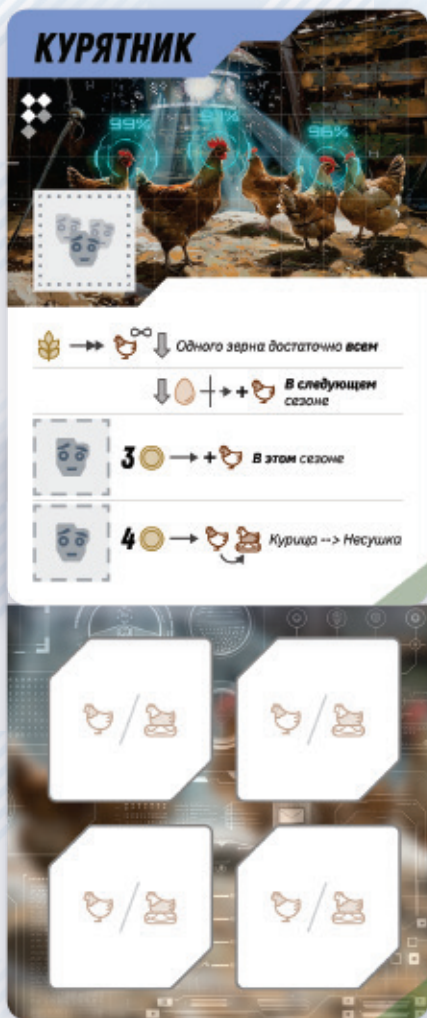 КУРЯТНИК
99%
96%
∞
Одного зерна достаточно всем
+ В следующем
сезоне
3 + В этом сезоне
4 Курица --> Несушка